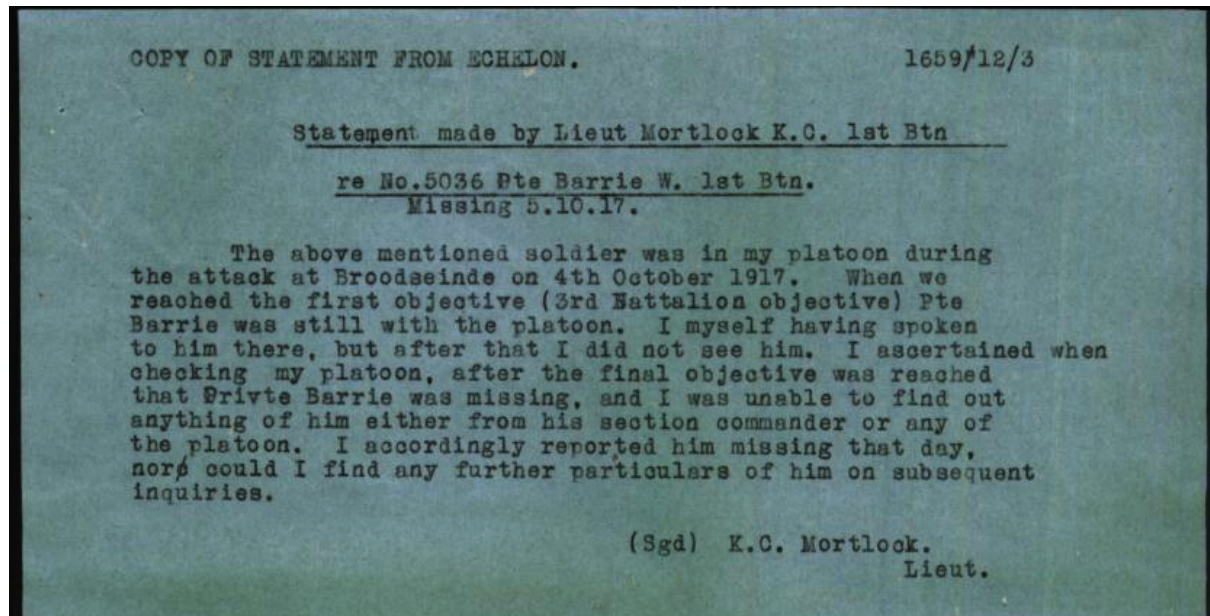 COPY OF STATEMENT FROM ECHELON. 1659/12/3
Statement made by Lieut Mortlock K.C. 1st Btn
re No.5036 Pte Barrie W. 1st Btn.
Missing 5.10.17.
The above mentioned soldier was in my platoon during
the attack at Broodseinde on 4th October 1917. When we
reached the first objective (3rd Battalion objective) Pte
Barrie was still with the platoon. I myself having spoken
to him there, but after that I did not see him. I ascertained when
checking my platoon, after the final objective was reached
that Privte Barrie was missing, and I was unable to find out
anything of him either from his section commander or any of
the platoon. I accordingly reported him missing that day,
nor could I find any further particulars of him on subsequent
inquiries.
(Sgd) K.C. Mortlock.
Lieut.